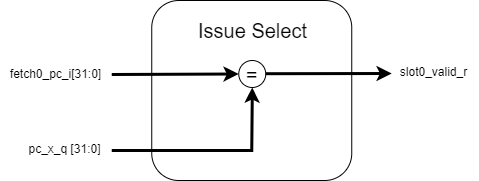 Issue Select
fetch0_pc_i[31:0]
=
slot0_valid_r
pc_x_q [31:0]